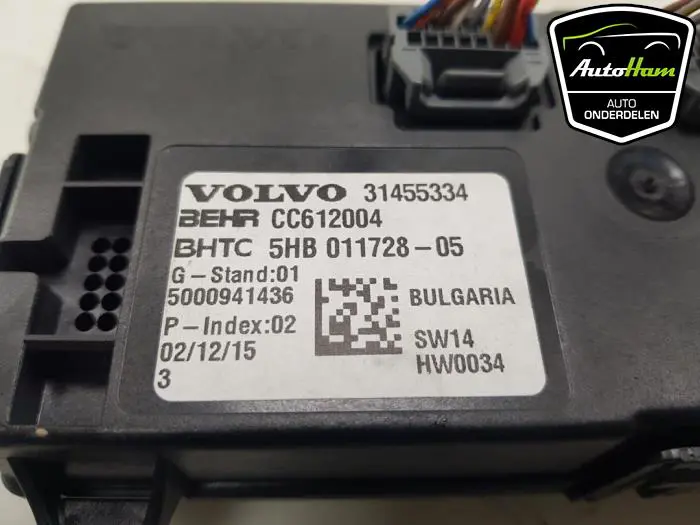 VOLVO 31455334
BEHR CC612004
BHTC 5HB 011728-05
G-Stand:01
5000941436
BULGARIA
P-Index:02
SW14
02/12/15
HW0034
3
AutoHam
AUTO
ONDERDELEN